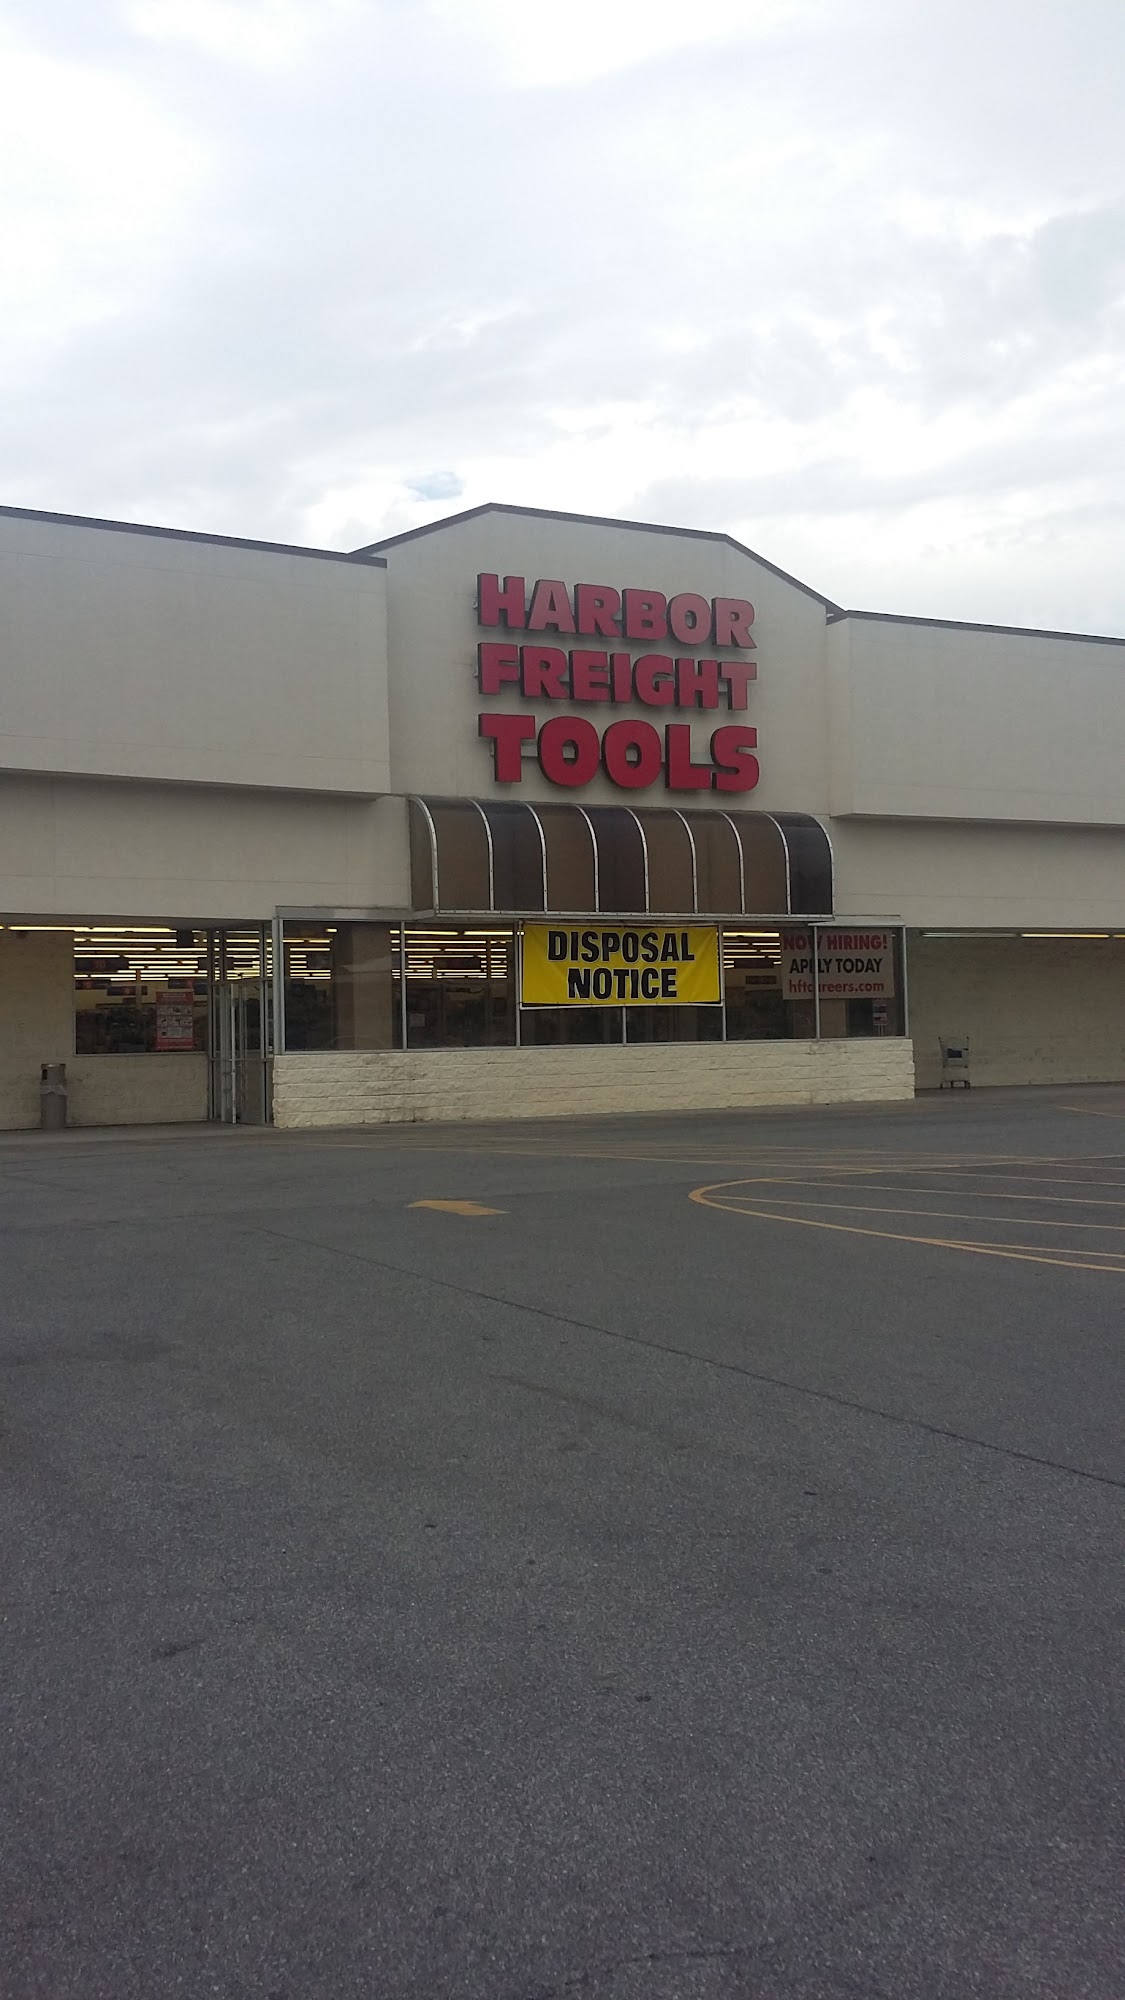 HARBOR
FREIGHT
TOOLS
DISPOSAL
NOTICE
NOW HIRING!
APPLY TODAY
hftcareers.com